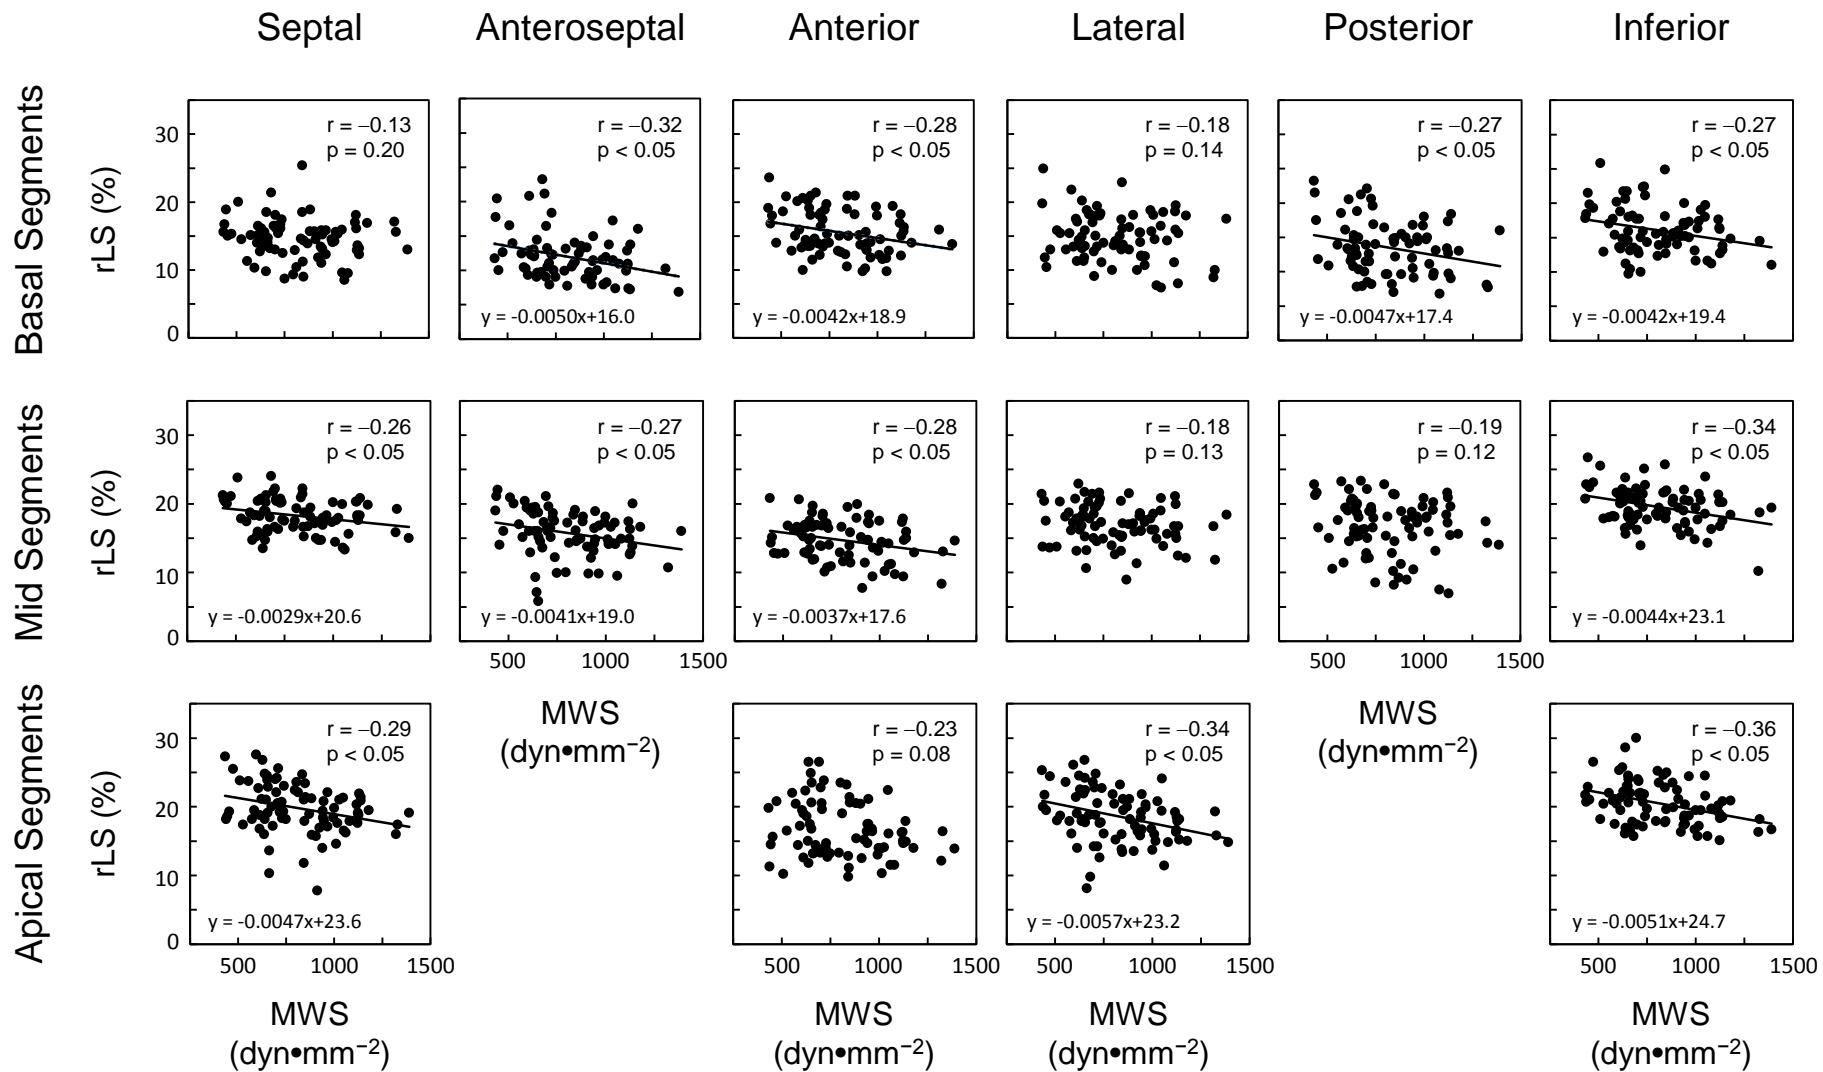 Septal Anteroseptal Anterior Lateral Posterior Inferior
Basal Segments
rLS (%)
30
20
10
0
r = −0.13
p = 0.20
r = −0.32
p < 0.05
y = -0.0050x+16.0
r = −0.28
p < 0.05
y = -0.0042x+18.9
r = −0.18
p = 0.14
r = −0.27
p < 0.05
y = -0.0047x+17.4
r = −0.27
p < 0.05
y = -0.0042x+19.4
Mid Segments
rLS (%)
30
20
10
0
r = −0.26
p < 0.05
y = -0.0029x+20.6
r = −0.27
p < 0.05
y = -0.0041x+19.0
500 1000 1500
MWS
(dyn•mm⁻²)
r = −0.28
p < 0.05
y = -0.0037x+17.6
r = −0.18
p = 0.13
r = −0.19
p = 0.12
500 1000 1500
MWS
(dyn•mm⁻²)
r = −0.34
p < 0.05
y = -0.0044x+23.1
Apical Segments
rLS (%)
30
20
10
0
r = −0.29
p < 0.05
y = -0.0047x+23.6
500 1000 1500
MWS
(dyn•mm⁻²)
r = −0.23
p = 0.08
500 1000 1500
MWS
(dyn•mm⁻²)
r = −0.34
p < 0.05
y = -0.0057x+23.2
500 1000 1500
MWS
(dyn•mm⁻²)
r = −0.36
p < 0.05
y = -0.0051x+24.7
500 1000 1500
MWS
(dyn•mm⁻²)